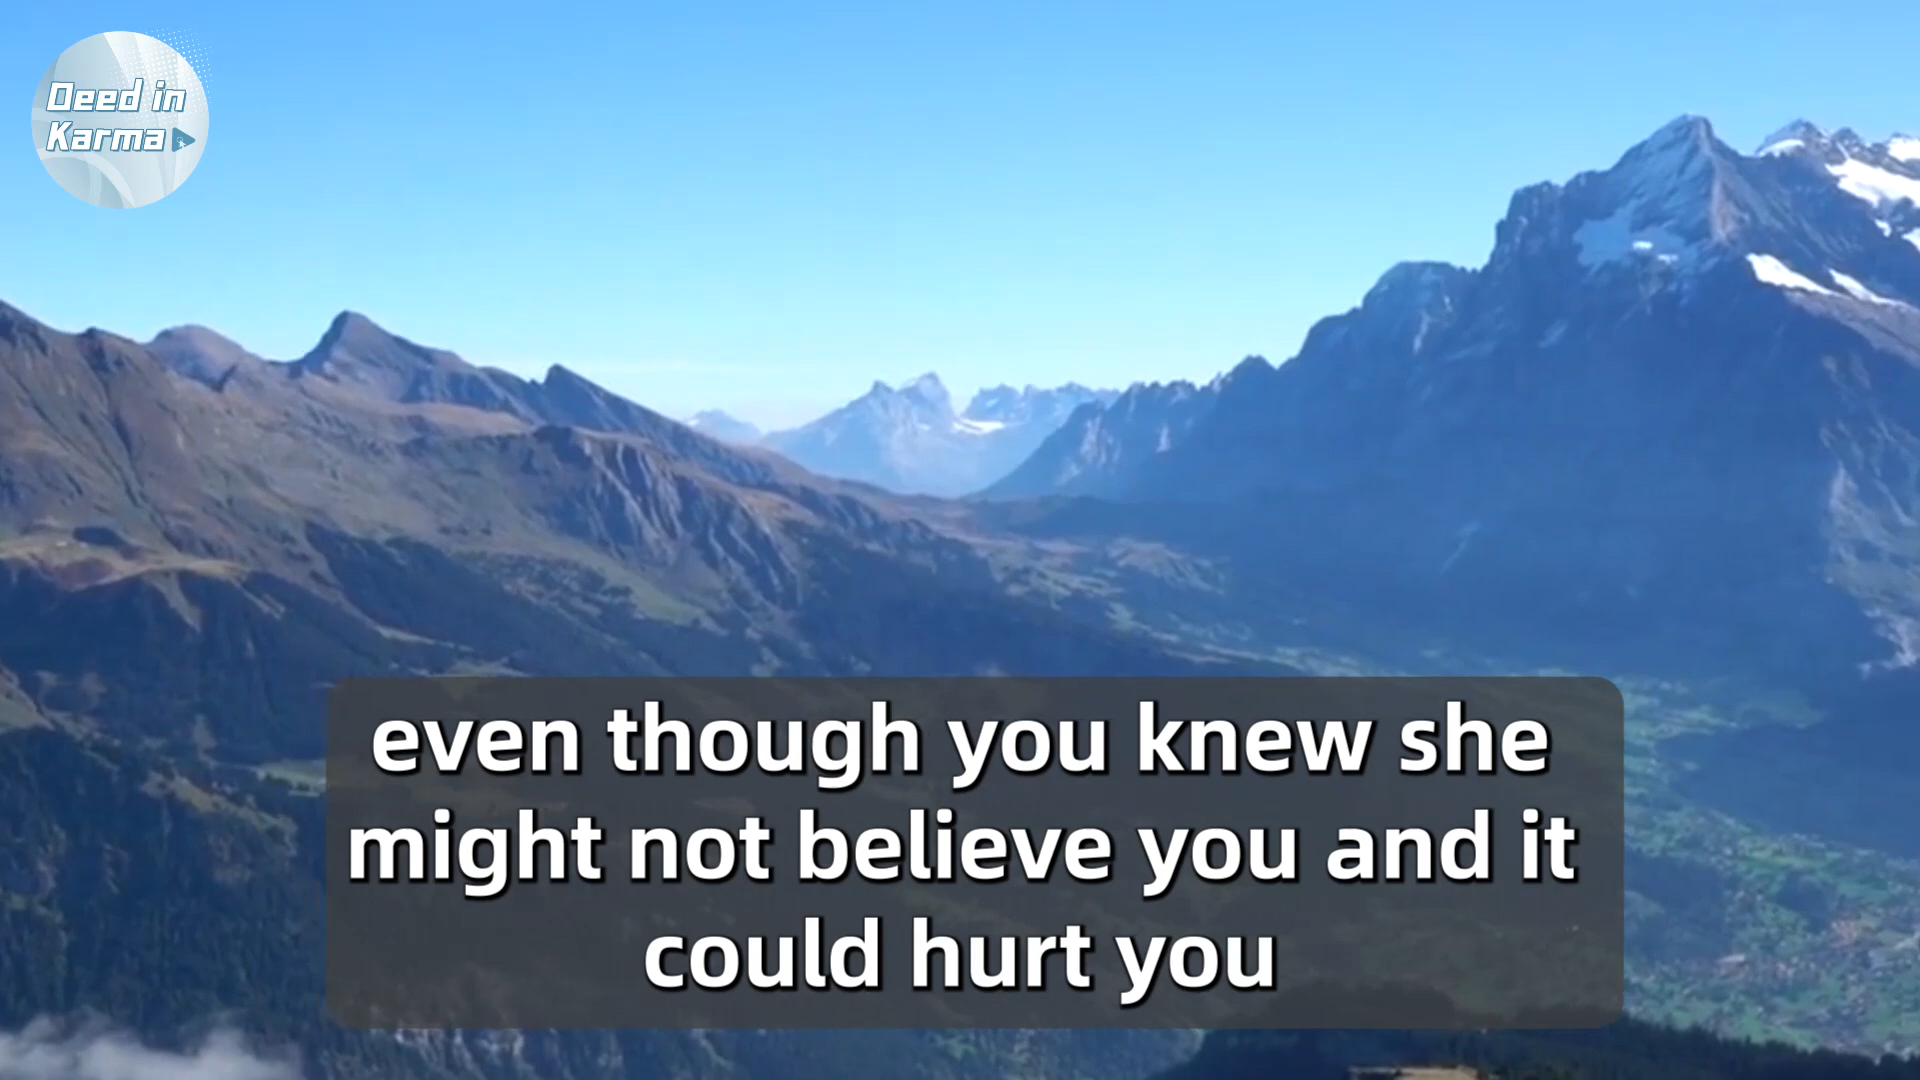 Deed in
Karma
even though you knew she
might not believe you and it
could hurt you